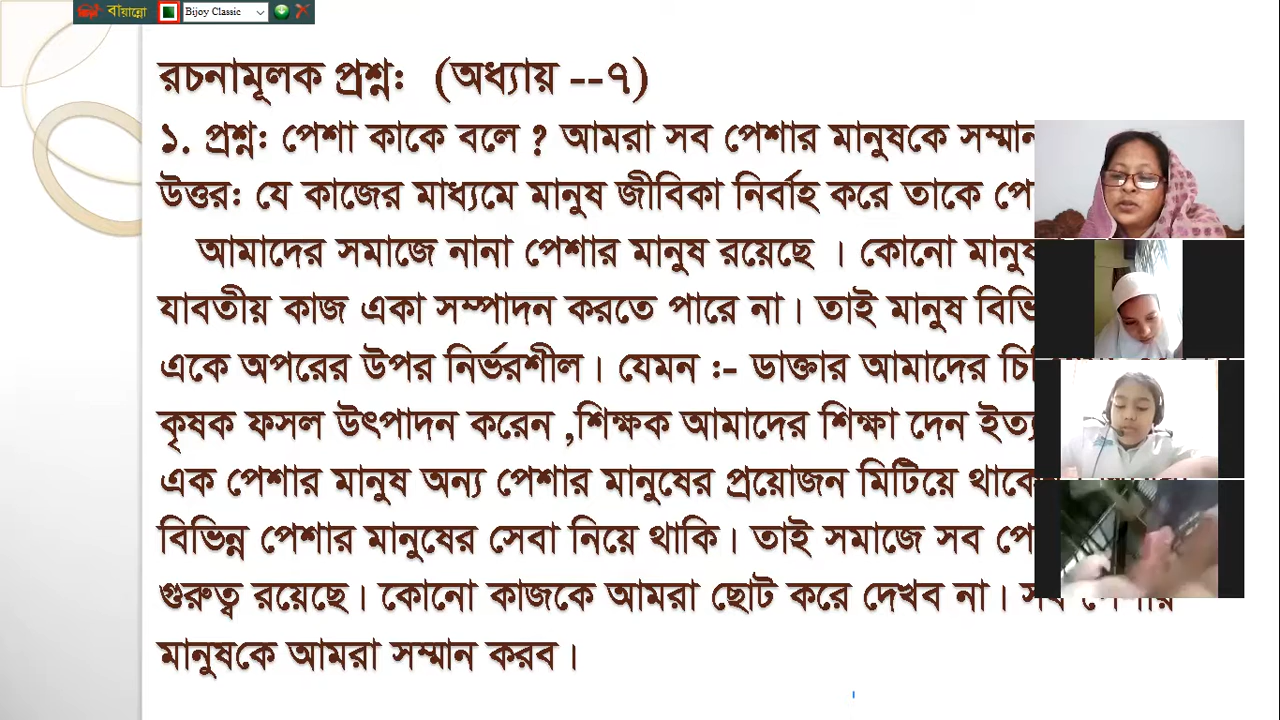 বায়ান্নো
Bijoy Classic
রচনামূলক প্রশ্নঃ (অধ্যায় --৭)
১. প্রশ্নঃ পেশা কাকে বলে ? আমরা সব পেশার মানুষকে সম্মান
উত্তরঃ যে কাজের মাধ্যমে মানুষ জীবিকা নির্বাহ করে তাকে
আমাদের সমাজে নানা পেশার মানুষ রয়েছে । কোনো মানুষ
যাবতীয় কাজ একা সম্পাদন করতে পারে না। তাই মানুষ
একে অপরের উপর নির্ভরশীল। যেমন ঃ- ডাক্তার আমাদের
কৃষক ফসল উৎপাদন করেন ,শিক্ষক আমাদের শিক্ষা দেন
এক পেশার মানুষ অন্য পেশার মানুষের প্রয়োজন মিটিয়ে
বিভিন্ন পেশার মানুষের সেবা নিয়ে থাকি। তাই সমাজে সব
গুরুত্ব রয়েছে। কোনো কাজকে আমরা ছোট করে দেখব না। সব পেশার
মানুষকে আমরা সম্মান করব।